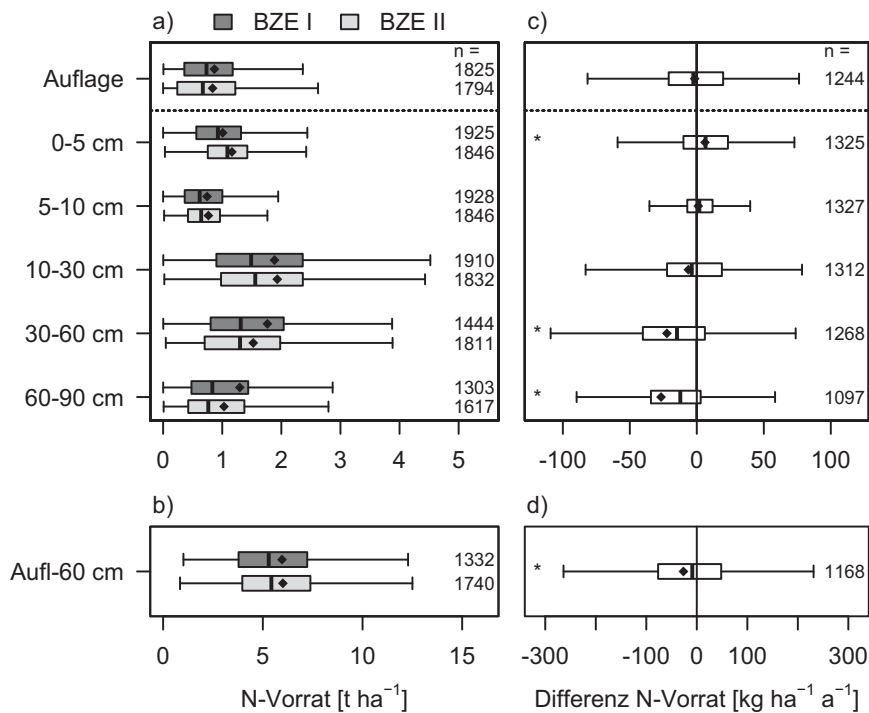 a) BZE I BZE II c)
n = n =
Auflage 1825 1244
1794
0-5 cm 1925 * 1325
1846
5-10 cm 1928 1327
1846
10-30 cm 1910 1312
1832
30-60 cm 1444 * 1268
1811
60-90 cm 1303 * 1097
1617
0 1 2 3 4 5 -100 -50 0 50 100
b) d)
Aufl-60 cm 1332 * 1168
1740
0 5 10 15 -300 -100 0 100 300
N-Vorrat [t ha⁻¹] Differenz N-Vorrat [kg ha⁻¹ a⁻¹]